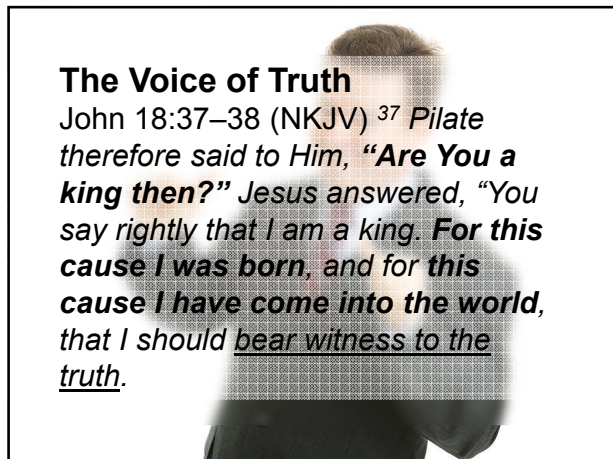 The Voice of Truth
John 18:37–38 (NKJV) 37 Pilate
therefore said to Him, “Are You a
king then?” Jesus answered, “You
say rightly that I am a king. For this
cause I was born, and for this
cause I have come into the world,
that I should bear witness to the
truth.